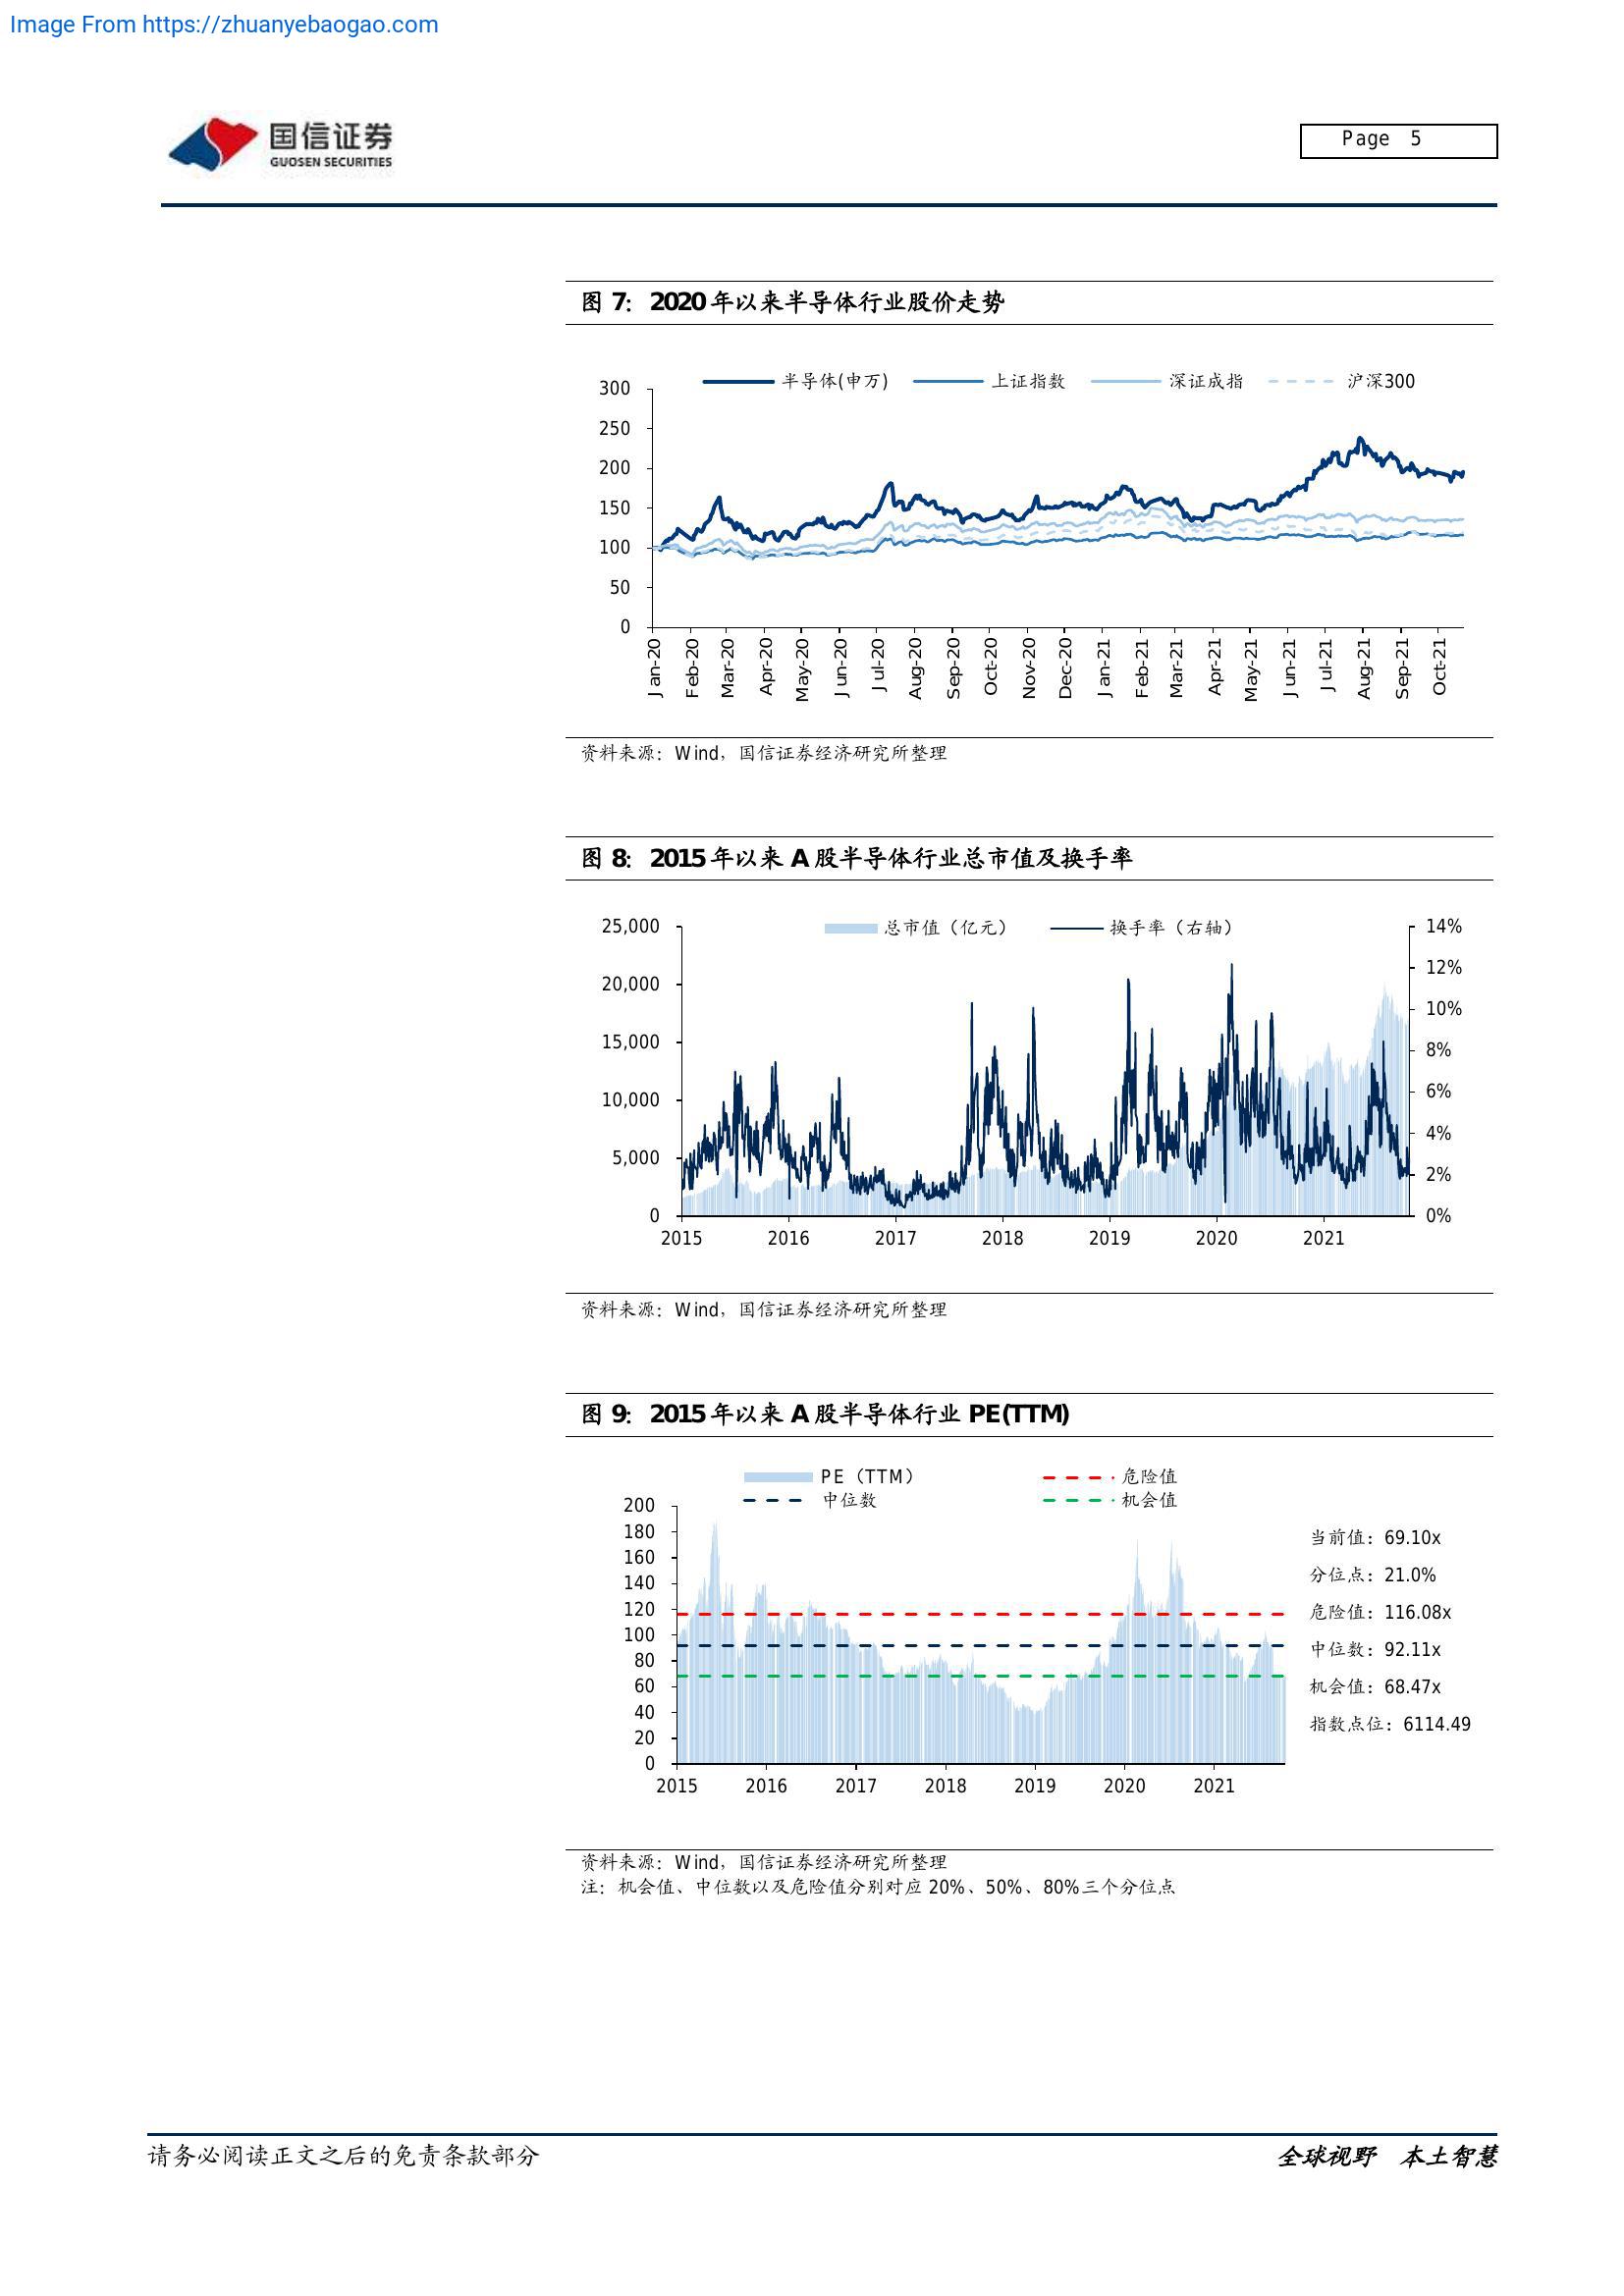 Image From https://zhuanyebaogao.com
国信证券
GUOSEN SECURITIES
Page 5
图 7：2020 年以来半导体行业股价走势
半导体(申万) 上证指数 深证成指 沪深300
300
250
200
150
100
50
0
Jan-20 Feb-20 Mar-20 Apr-20 May-20 Jun-20 Jul-20 Aug-20 Sep-20 Oct-20 Nov-20 Dec-20 Jan-21 Feb-21 Mar-21 Apr-21 May-21 Jun-21 Jul-21 Aug-21 Sep-21 Oct-21
资料来源：Wind，国信证券经济研究所整理
图 8：2015 年以来 A 股半导体行业总市值及换手率
总市值（亿元） 换手率（右轴）
25,000 14%
12%
20,000
10%
15,000
8%
6%
10,000
4%
5,000
2%
0 0%
2015 2016 2017 2018 2019 2020 2021
资料来源：Wind，国信证券经济研究所整理
图 9：2015 年以来 A 股半导体行业 PE(TTM)
PE（TTM） 危险值
中位数 机会值
200
180
160
140
120
100
80
60
40
20
0
2015 2016 2017 2018 2019 2020 2021
当前值：69.10x
分位点：21.0%
危险值：116.08x
中位数：92.11x
机会值：68.47x
指数点位：6114.49
资料来源：Wind，国信证券经济研究所整理
注：机会值、中位数以及危险值分别对应 20%、50%、80%三个分位点
请务必阅读正文之后的免责条款部分
全球视野 本土智慧